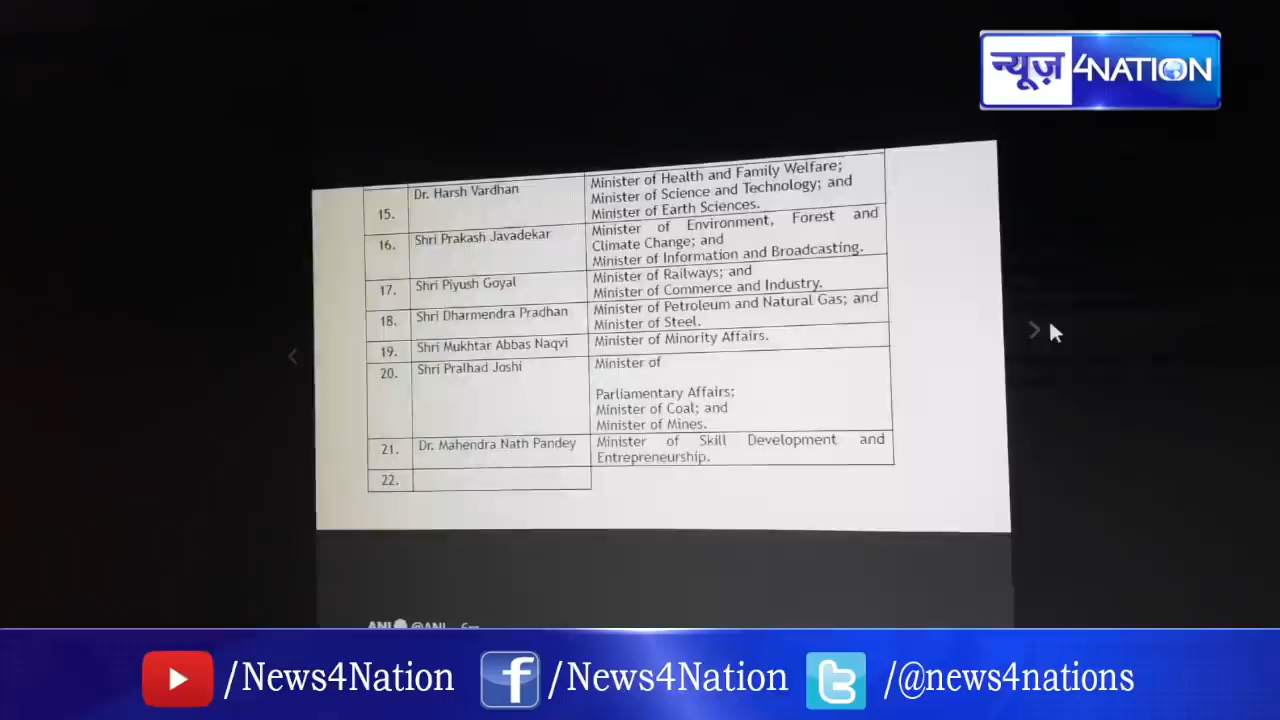 न्यूज़ 4NATION
Dr. Harsh Vardhan
Minister of Health and Family Welfare;
Minister of Science and Technology; and
15.
Minister of Earth Sciences.
16.
Shri Prakash Javadekar
Minister of Environment, Forest and
Climate Change; and
Minister of Information and Broadcasting.
17.
Shri Piyush Goyal
Minister of Railways; and
Minister of Commerce and Industry.
18.
Shri Dharmendra Pradhan
Minister of Petroleum and Natural Gas; and
Minister of Steel.
19.
Shri Mukhtar Abbas Naqvi
Minister of Minority Affairs.
20.
Shri Pralhad Joshi
Minister of
Parliamentary Affairs;
Minister of Coal; and
Minister of Mines.
21.
Dr. Mahendra Nath Pandey
Minister of Skill Development and
Entrepreneurship.
22.
ANI @ANI
/News4Nation
/News4Nation
/@news4nations